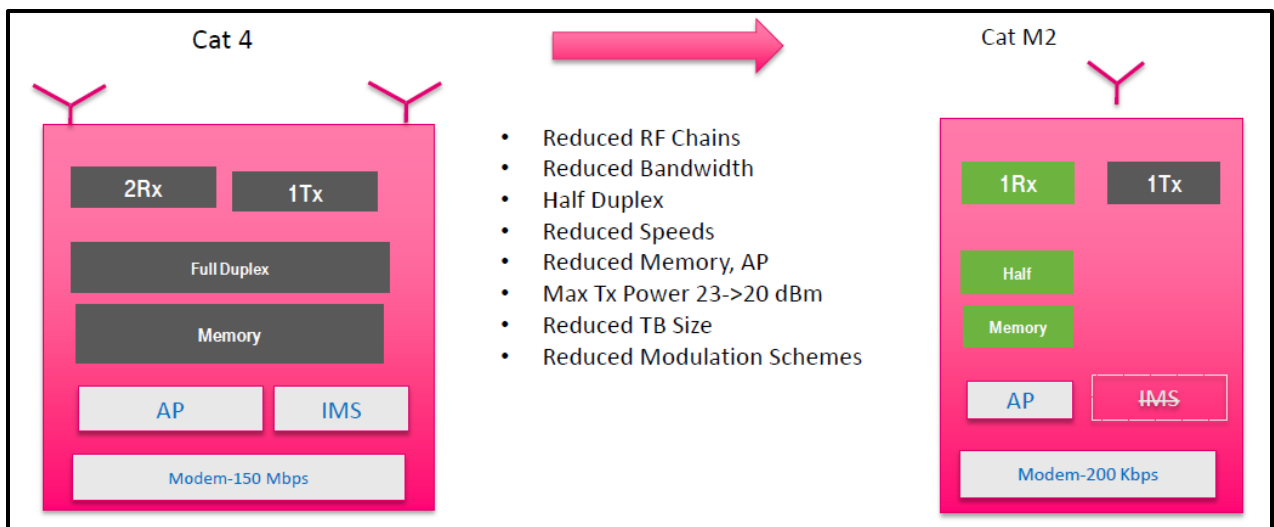 Cat 4
Cat M2
2Rx
1Tx
Full Duplex
Memory
AP
IMS
Modem-150 Mbps
• Reduced RF Chains
• Reduced Bandwidth
• Half Duplex
• Reduced Speeds
• Reduced Memory, AP
• Max Tx Power 23->20 dBm
• Reduced TB Size
• Reduced Modulation Schemes
1Rx
1Tx
Half
Memory
AP
IMS
Modem-200 Kbps